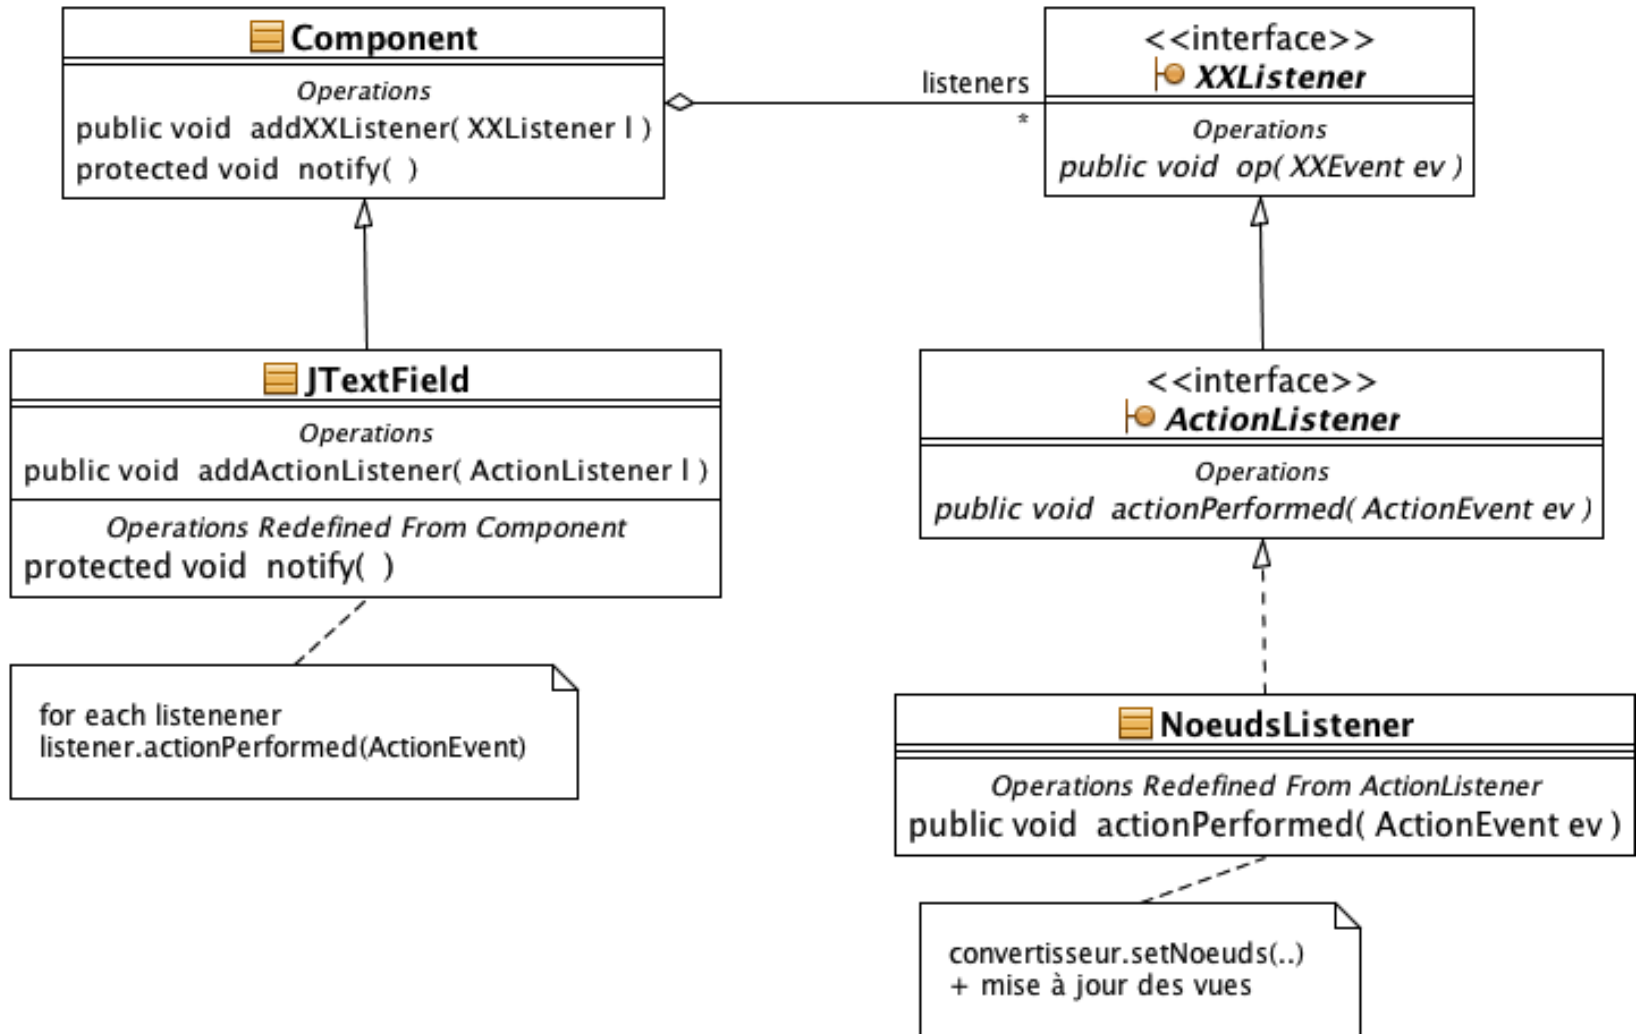 Component
Operations
public void addXXListener( XXListener l )
protected void notify( )
listeners
*
<<interface>>
XXListener
Operations
public void op( XXEvent ev )
JTextField
Operations
public void addActionListener( ActionListener l )
Operations Redefined From Component
protected void notify( )
for each listenener
listener.actionPerformed(ActionEvent)
<<interface>>
ActionListener
Operations
public void actionPerformed( ActionEvent ev )
NoeudsListener
Operations Redefined From ActionListener
public void actionPerformed( ActionEvent ev )
convertisseur.setNoeuds(..)
+ mise à jour des vues